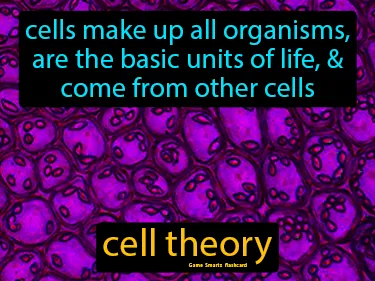 cells make up all organisms,
are the basic units of life, &
come from other cells
cell theory
Game Smartz flashcard